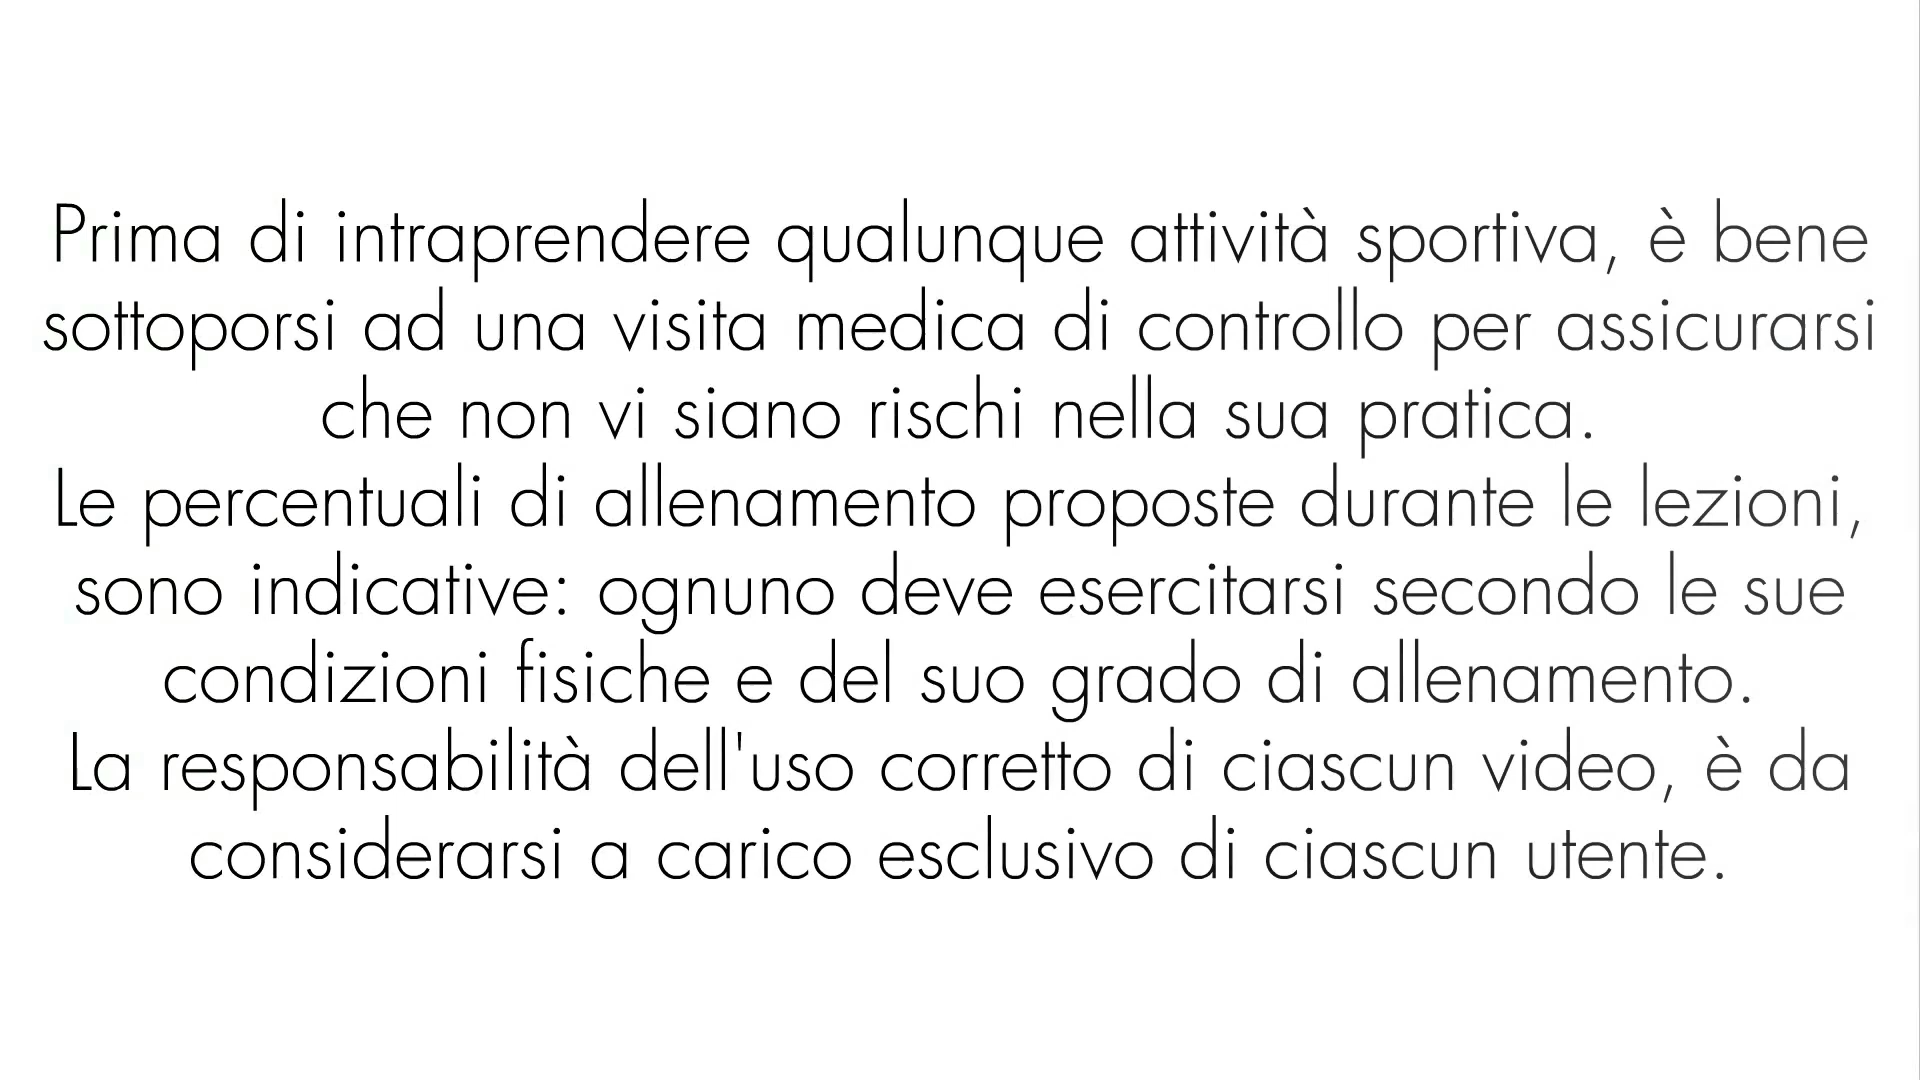 Prima di intraprendere qualunque attività sportiva, è bene
sottoporsi ad una visita medica di controllo per assicurarsi
che non vi siano rischi nella sua pratica.
Le percentuali di allenamento proposte durante le lezioni,
sono indicative: ognuno deve esercitarsi secondo le sue
condizioni fisiche e del suo grado di allenamento.
La responsabilità dell'uso corretto di ciascun video, è da
considerarsi a carico esclusivo di ciascun utente.